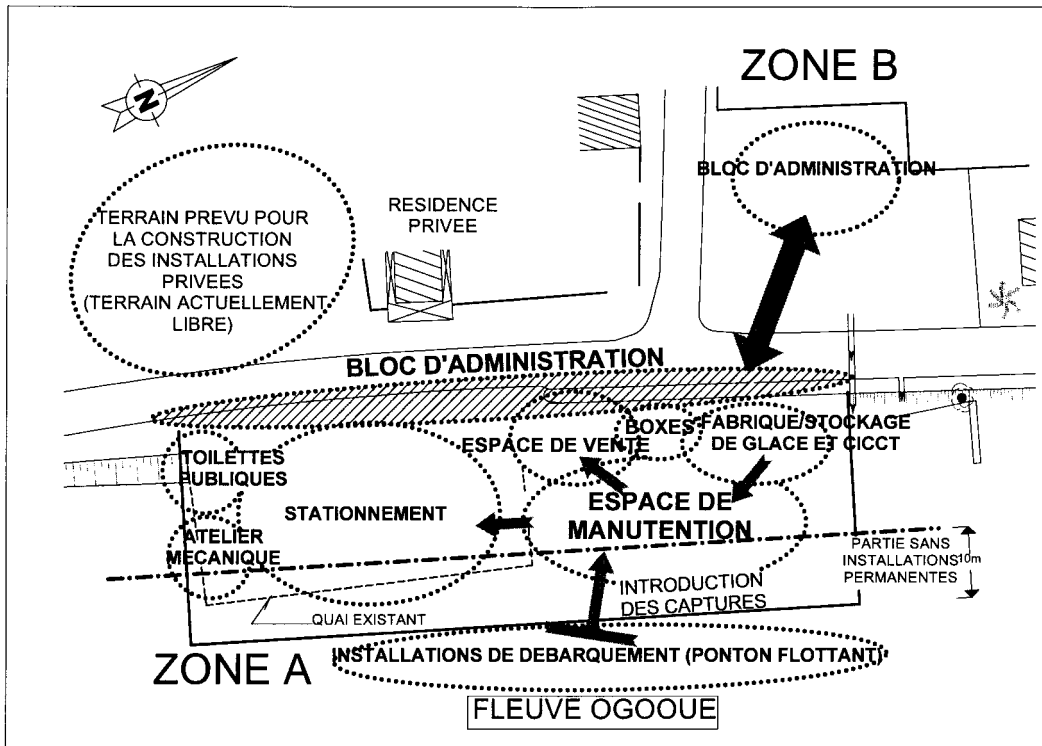 ZONE B
N
BLOC D'ADMINISTRATION
TERRAIN PREVU POUR
LA CONSTRUCTION
DES INSTALLATIONS
PRIVEES
(TERRAIN ACTUELLEMENT
LIBRE)
RESIDENCE
PRIVEE
BLOC D'ADMINISTRATION
TOILETTES
PUBLIQUES
ESPACE DE VENTE
BOXES
FABRIQUE/STOCKAGE
DE GLACE ET CICCT
STATIONNEMENT
ESPACE DE
MANUTENTION
ATELIER
MECANIQUE
PARTIE SANS
INSTALLATIONS
PERMANENTES
10m
INTRODUCTION
DES CAPTURES
QUAI EXISTANT
ZONE A
INSTALLATIONS DE DEBARQUEMENT (PONTON FLOTTANT)
FLEUVE OGOOUE